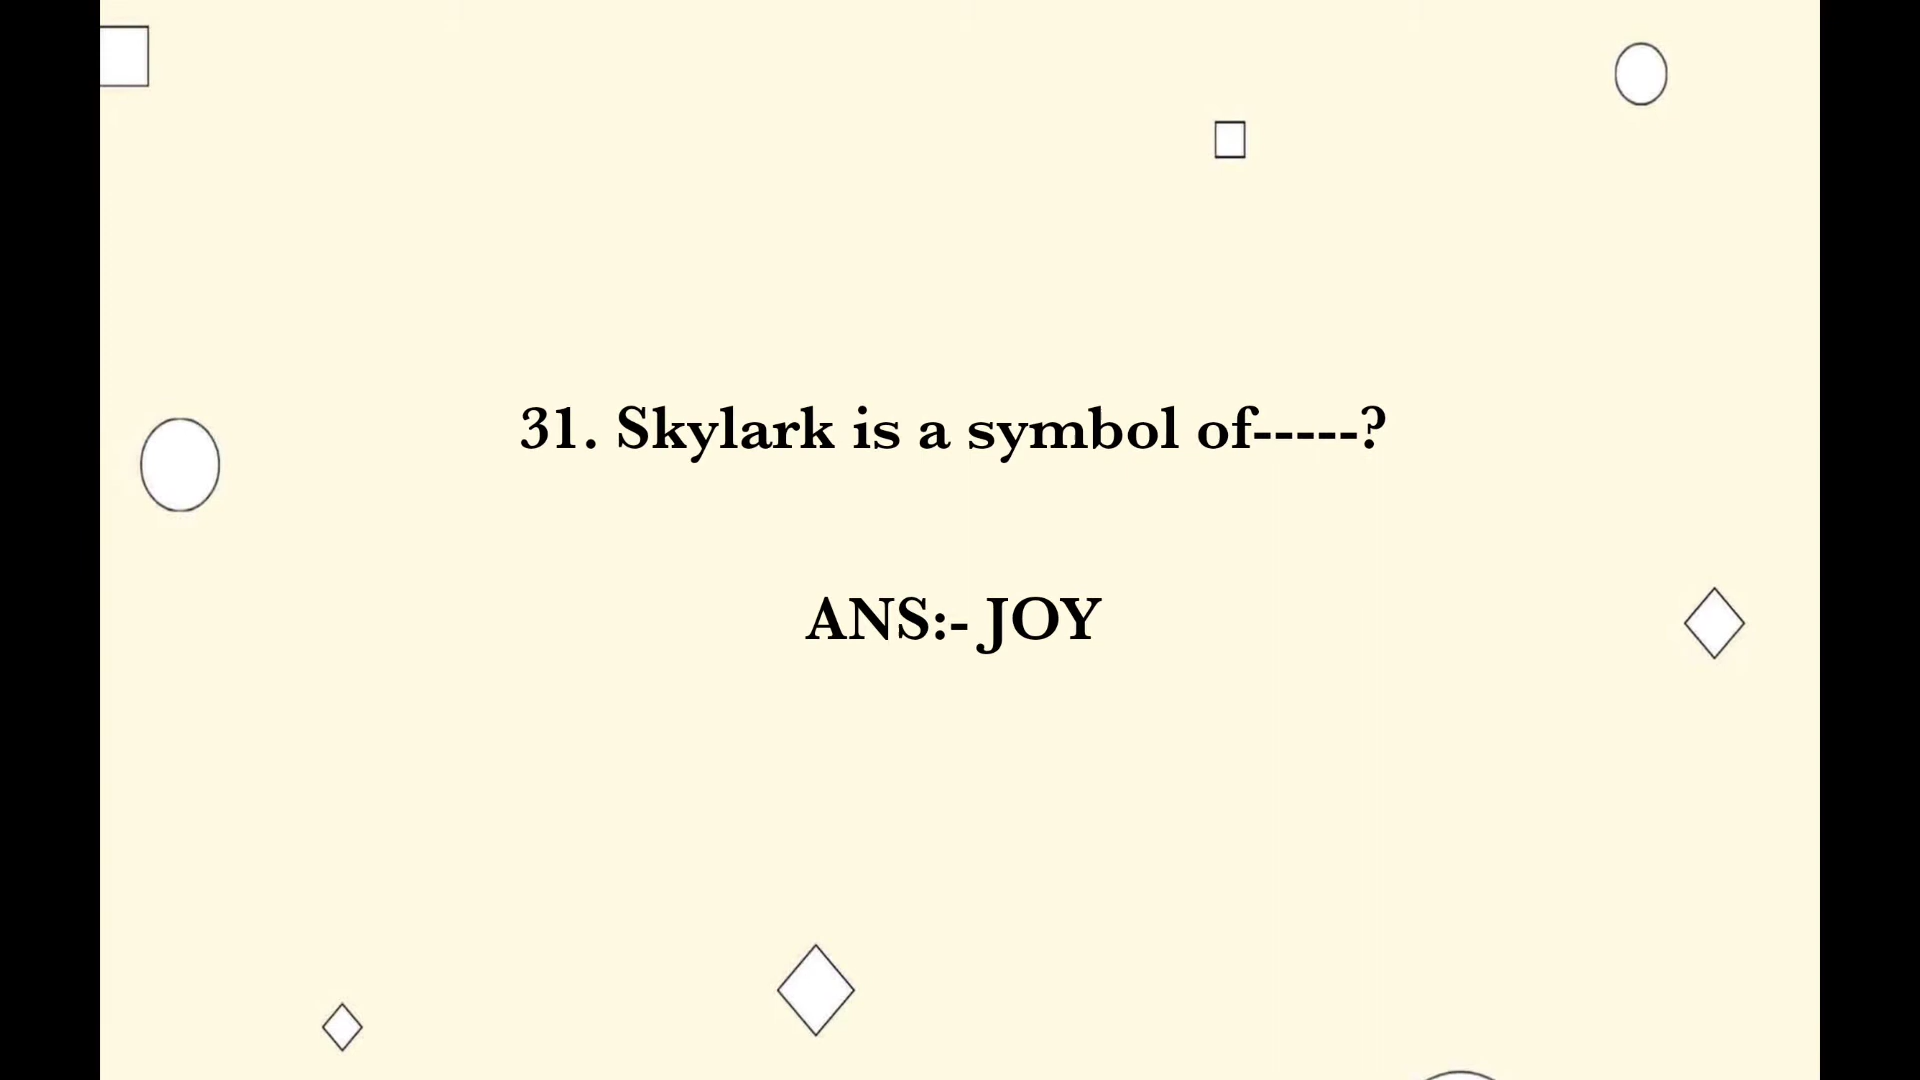 31. Skylark is a symbol of-----?
ANS:- JOY